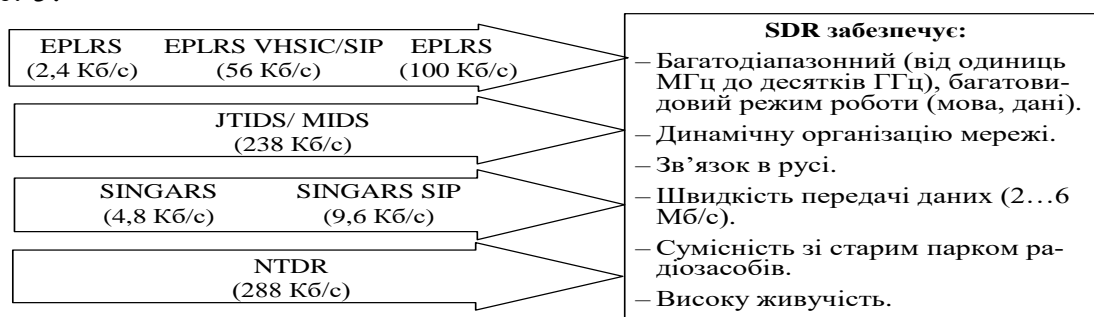 EPLRS EPLRS VHSIC/SIP EPLRS
(2,4 Кб/с) (56 Кб/с) (100 Кб/с)
JTIDS/ MIDS
(238 Кб/с)
SINGARS SINGARS SIP
(4,8 Кб/с) (9,6 Кб/с)
NTDR
(288 Кб/с)
SDR забезпечує:
– Багатодіапазонний (від одиниць
МГц до десятків ГГц), багатови-
довий режим роботи (мова, дані).
– Динамічну організацію мережі.
– Зв’язок в русі.
– Швидкість передачі даних (2…6
Мб/с).
– Сумісність зі старим парком ра-
діозасобів.
– Високу живучість.